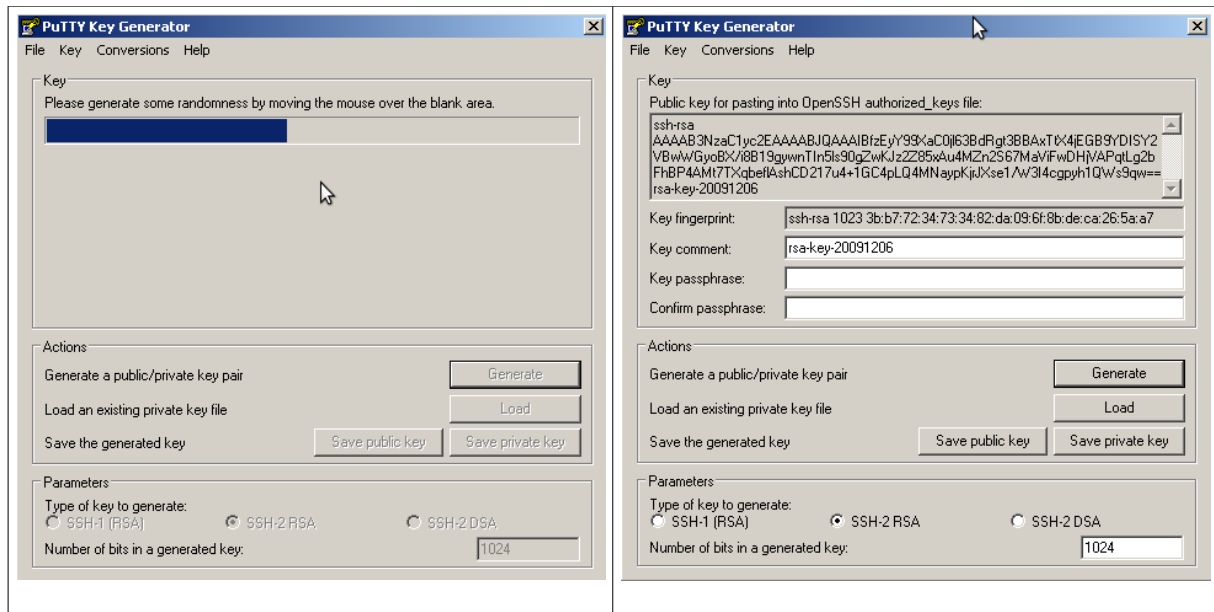 PuTTY Key Generator
File Key Conversions Help
Key
Please generate some randomness by moving the mouse over the blank area.
Actions
Generate a public/private key pair
Generate
Load an existing private key file
Load
Save the generated key
Save public key
Save private key
Parameters
Type of key to generate:
SSH-1 (RSA)
SSH-2 RSA
SSH-2 DSA
Number of bits in a generated key:
1024
PuTTY Key Generator
File Key Conversions Help
Key
Public key for pasting into OpenSSH authorized_keys file:
ssh-rsa
rsa-key-20091206
Key fingerprint:
ssh-rsa 1023 3b:b7:72:34:73:34:82:da:09:6f:8b:de:ca:26:5a:a7
Key comment:
rsa-key-20091206
Key passphrase:
Confirm passphrase:
Actions
Generate a public/private key pair
Generate
Load an existing private key file
Load
Save the generated key
Save public key
Save private key
Parameters
Type of key to generate:
SSH-1 (RSA)
SSH-2 RSA
SSH-2 DSA
Number of bits in a generated key:
1024